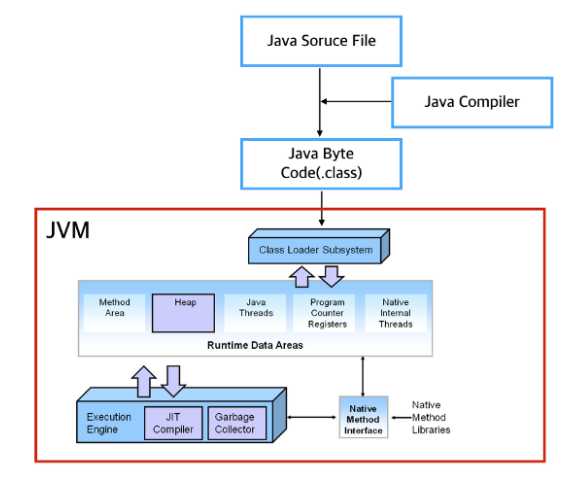 Java Soruce File
Java Compiler
Java Byte
Code(.class)
JVM
Class Loader Subsystem
Method
Area
Heap
Java
Threads
Program
Counter
Registers
Native
Internal
Threads
Runtime Data Areas
Execution
Engine
JIT
Compiler
Garbage
Collector
Native
Method
Interface
Native
Method
Libraries